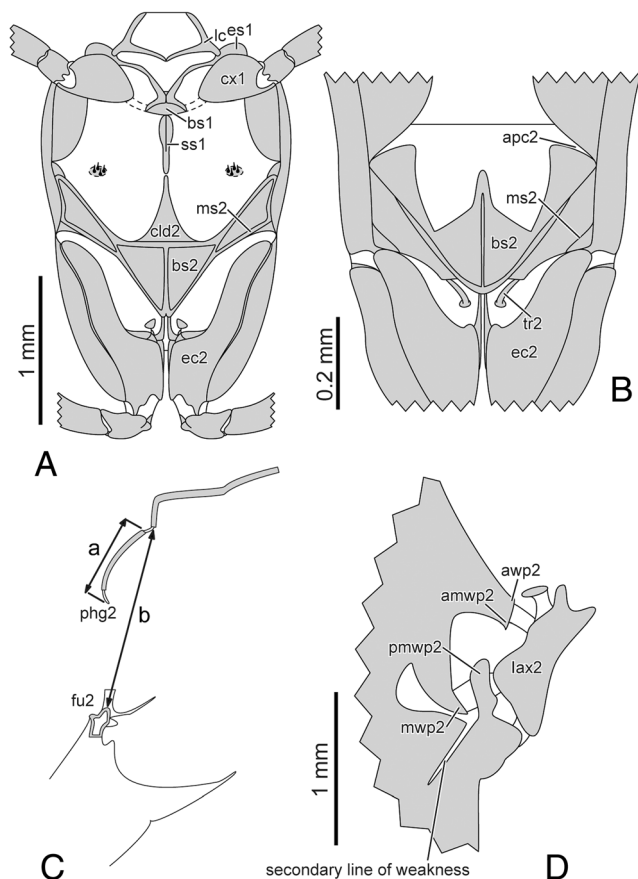 lc
es1
cx1
bs1
ss1
ms2
cld2
bs2
ec2
1 mm
A
apc2
ms2
bs2
tr2
ec2
0.2 mm
B
a
b
phg2
fu2
C
awp2
amwp2
pmwp2
lax2
mwp2
1 mm
secondary line of weakness
D